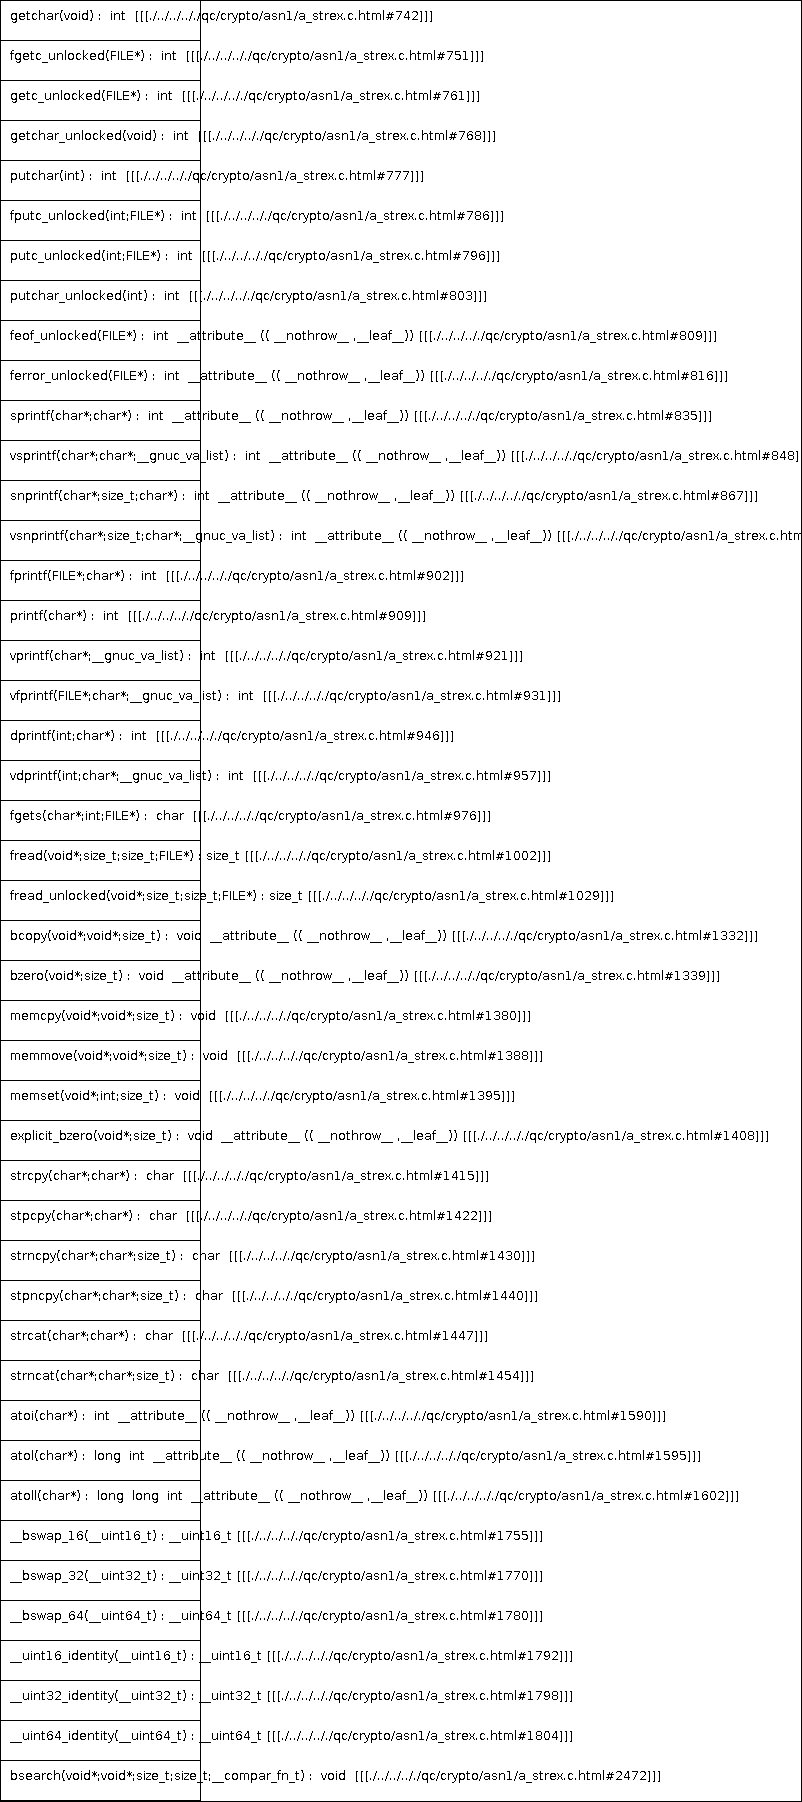 getchar(void) : int [[[./../../../../qc/crypto/asn1/a_strex.c.html#742]]]
fgetc_unlocked(FILE*) : int [[[./../../../../qc/crypto/asn1/a_strex.c.html#751]]]
getc_unlocked(FILE*) : int [[[./../../../../qc/crypto/asn1/a_strex.c.html#761]]]
getchar_unlocked(void) : int [[[./../../../../qc/crypto/asn1/a_strex.c.html#768]]]
putchar(int) : int [[[./../../../../qc/crypto/asn1/a_strex.c.html#777]]]
fputc_unlocked(int;FILE*) : int [[[./../../../../qc/crypto/asn1/a_strex.c.html#786]]]
putc_unlocked(int;FILE*) : int [[[./../../../../qc/crypto/asn1/a_strex.c.html#796]]]
putchar_unlocked(int) : int [[[./../../../../qc/crypto/asn1/a_strex.c.html#803]]]
feof_unlocked(FILE*) : int __attribute__ (( __nothrow__ ,__leaf__)) [[[./../../../../qc/crypto/asn1/a_strex.c.html#809]]]
ferror_unlocked(FILE*) : int __attribute__ (( __nothrow__ ,__leaf__)) [[[./../../../../qc/crypto/asn1/a_strex.c.html#816]]]
sprintf(char*;char*) : int __attribute__ (( __nothrow__ ,__leaf__)) [[[./../../../../qc/crypto/asn1/a_strex.c.html#835]]]
vsprintf(char*;char*;__gnuc_va_list) : int __attribute__ (( __nothrow__ ,__leaf__)) [[[./../../../../qc/crypto/asn1/a_strex.c.html#848]
snprintf(char*;size_t;char*) : int __attribute__ (( __nothrow__ ,__leaf__)) [[[./../../../../qc/crypto/asn1/a_strex.c.html#867]]]
vsnprintf(char*;size_t;char*;__gnuc_va_list) : int __attribute__ (( __nothrow__ ,__leaf__)) [[[./../../../../qc/crypto/asn1/a_strex.c.htm
fprintf(FILE*;char*) : int [[[./../../../../qc/crypto/asn1/a_strex.c.html#902]]]
printf(char*) : int [[[./../../../../qc/crypto/asn1/a_strex.c.html#909]]]
vprintf(char*;__gnuc_va_list) : int [[[./../../../../qc/crypto/asn1/a_strex.c.html#921]]]
vfprintf(FILE*;char*;__gnuc_va_list) : int [[[./../../../../qc/crypto/asn1/a_strex.c.html#931]]]
dprintf(int;char*) : int [[[./../../../../qc/crypto/asn1/a_strex.c.html#946]]]
vdprintf(int;char*;__gnuc_va_list) : int [[[./../../../../qc/crypto/asn1/a_strex.c.html#957]]]
fgets(char*;int;FILE*) : char [[[./../../../../qc/crypto/asn1/a_strex.c.html#976]]]
fread(void*;size_t;size_t;FILE*) : size_t [[[./../../../../qc/crypto/asn1/a_strex.c.html#1002]]]
fread_unlocked(void*;size_t;size_t;FILE*) : size_t [[[./../../../../qc/crypto/asn1/a_strex.c.html#1029]]]
bcopy(void*;void*;size_t) : void __attribute__ (( __nothrow__ ,__leaf__)) [[[./../../../../qc/crypto/asn1/a_strex.c.html#1332]]]
bzero(void*;size_t) : void __attribute__ (( __nothrow__ ,__leaf__)) [[[./../../../../qc/crypto/asn1/a_strex.c.html#1339]]]
memcpy(void*;void*;size_t) : void [[[./../../../../qc/crypto/asn1/a_strex.c.html#1380]]]
memmove(void*;void*;size_t) : void [[[./../../../../qc/crypto/asn1/a_strex.c.html#1388]]]
memset(void*;int;size_t) : void [[[./../../../../qc/crypto/asn1/a_strex.c.html#1395]]]
explicit_bzero(void*;size_t) : void __attribute__ (( __nothrow__ ,__leaf__)) [[[./../../../../qc/crypto/asn1/a_strex.c.html#1408]]]
strcpy(char*;char*) : char [[[./../../../../qc/crypto/asn1/a_strex.c.html#1415]]]
stpcpy(char*;char*) : char [[[./../../../../qc/crypto/asn1/a_strex.c.html#1422]]]
strncpy(char*;char*;size_t) : char [[[./../../../../qc/crypto/asn1/a_strex.c.html#1430]]]
stpncpy(char*;char*;size_t) : char [[[./../../../../qc/crypto/asn1/a_strex.c.html#1440]]]
strcat(char*;char*) : char [[[./../../../../qc/crypto/asn1/a_strex.c.html#1447]]]
strncat(char*;char*;size_t) : char [[[./../../../../qc/crypto/asn1/a_strex.c.html#1454]]]
atoi(char*) : int __attribute__ (( __nothrow__ ,__leaf__)) [[[./../../../../qc/crypto/asn1/a_strex.c.html#1590]]]
atol(char*) : long int __attribute__ (( __nothrow__ ,__leaf__)) [[[./../../../../qc/crypto/asn1/a_strex.c.html#1595]]]
atoll(char*) : long long int __attribute__ (( __nothrow__ ,__leaf__)) [[[./../../../../qc/crypto/asn1/a_strex.c.html#1602]]]
__bswap_16(__uint16_t) : __uint16_t [[[./../../../../qc/crypto/asn1/a_strex.c.html#1755]]]
__bswap_32(__uint32_t) : __uint32_t [[[./../../../../qc/crypto/asn1/a_strex.c.html#1770]]]
__bswap_64(__uint64_t) : __uint64_t [[[./../../../../qc/crypto/asn1/a_strex.c.html#1780]]]
__uint16_identity(__uint16_t) : __uint16_t [[[./../../../../qc/crypto/asn1/a_strex.c.html#1792]]]
__uint32_identity(__uint32_t) : __uint32_t [[[./../../../../qc/crypto/asn1/a_strex.c.html#1798]]]
__uint64_identity(__uint64_t) : __uint64_t [[[./../../../../qc/crypto/asn1/a_strex.c.html#1804]]]
bsearch(void*;void*;size_t;size_t;__compar_fn_t) : void [[[./../../../../qc/crypto/asn1/a_strex.c.html#2472]]]